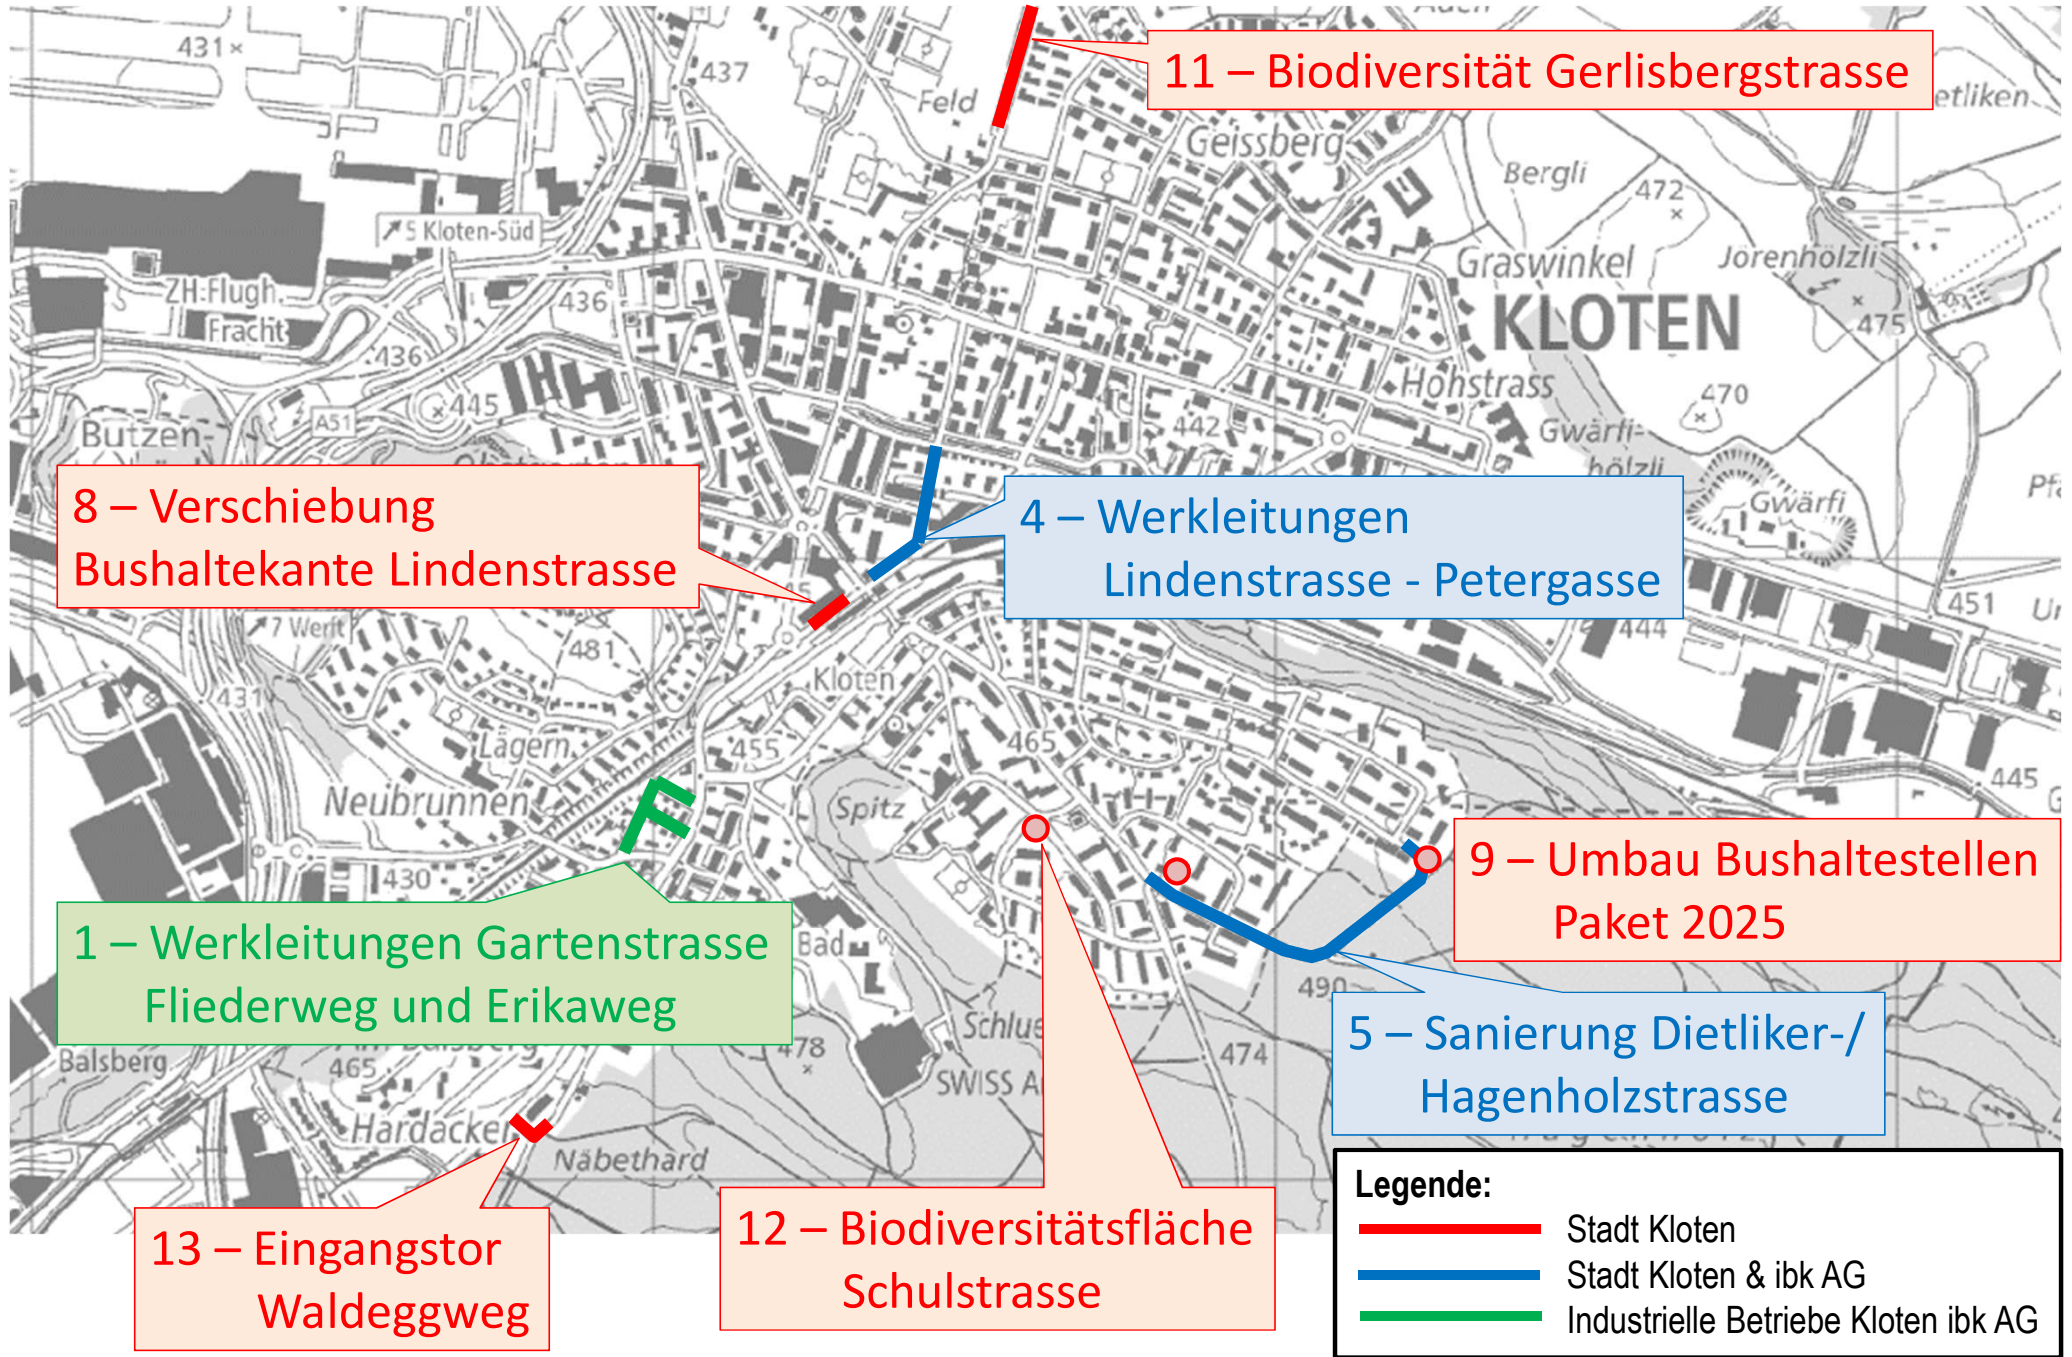 Aden
431
437
11 – Biodiversität Gerlisbergstrasse
Feld
etliken
Geissberg
Bergli
472
5 Kloten-Süd
Graswinkel
Jörenhölzli
KLOTEN
ZH-Flugh.
Fracht
436
436
475
Hohstrass
470
445
A51
Butzen-
442
Gwärfi-
hölzli
8 – Verschiebung
Bushaltekante Lindenstrasse
4 – Werkleitungen
Lindenstrasse - Petergasse
Gwärfi
451
7 Werft
444
481
Kloten
431
Lägern
455
465
445
Neubrunnen
Spitz
430
9 – Umbau Bushaltestellen
Paket 2025
1 – Werkleitungen Gartenstrasse
Fliederweg und Erikaweg
Bad
490
Schlue
5 – Sanierung Dietliker-/
Hagenholzstrasse
Balsberg
465
478
474
SWISS A
Hardacker
Näbethard
13 – Eingangstor
Waldeggweg
12 – Biodiversitätsfläche
Schulstrasse
Legende:
Stadt Kloten
Stadt Kloten & ibk AG
Industrielle Betriebe Kloten ibk AG